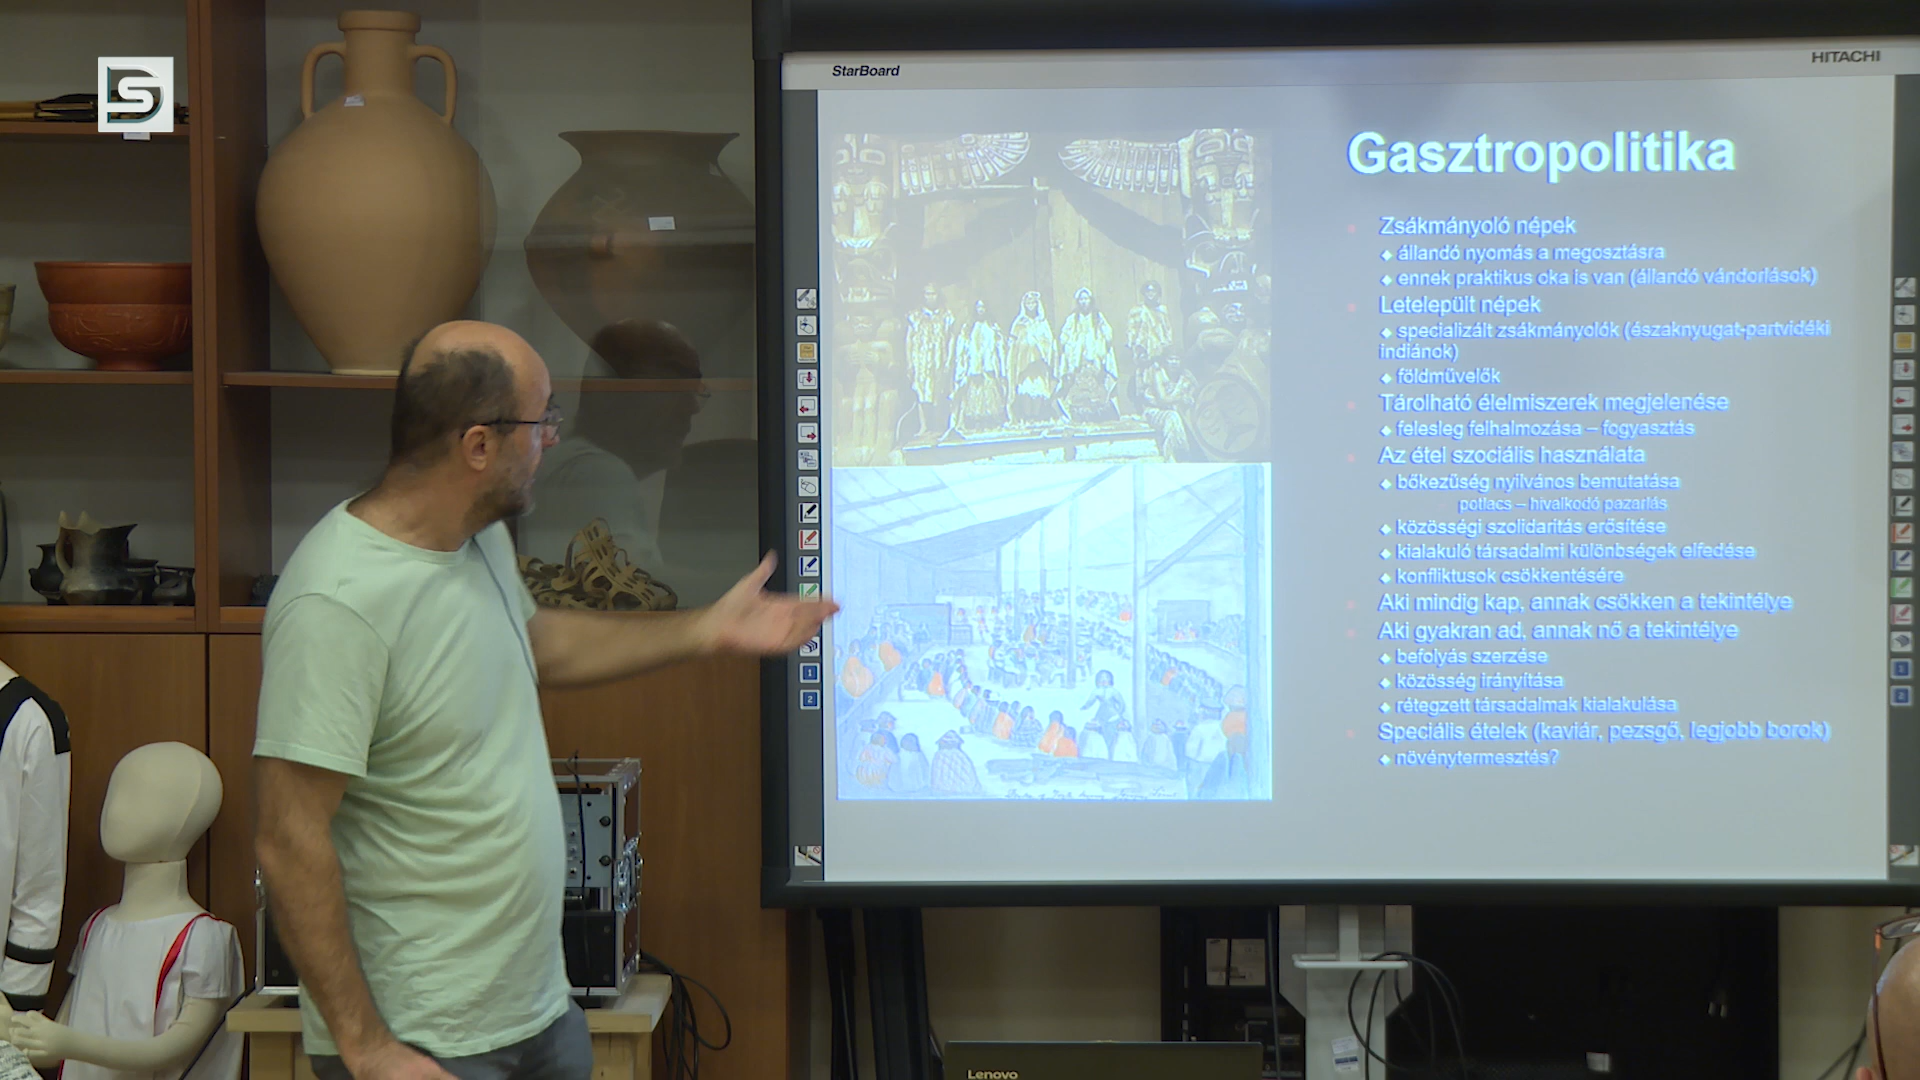 StarBoard
HITACHI
Gasztropolitika
Zsákmányoló népek
állandó nyomás a megosztásra
ennek praktikus oka is van (állandó vándorlások)
Letelepült népek
specializált zsákmányolók (északnyugat-partvidéki
indiánok)
földművelők
Tárolható élelmiszerek megjelenése
felesleg felhalmozása – fogyasztás
Az étel szociális használata
bőkezűség nyilvános bemutatása
potlacs – hivalkodó pazarlás
közösségi szolidaritás erősítése
kialakuló társadalmi különbségek elfedése
konfliktusok csökkentésére
Aki mindig kap, annak csökken a tekintélye
Aki gyakran ad, annak nő a tekintélye
befolyás szerzése
közösség irányítása
rétegzett társadalmak kialakulása
Speciális ételek (kaviár, pezsgő, legjobb borok)
növénytermesztés?
Lenovo